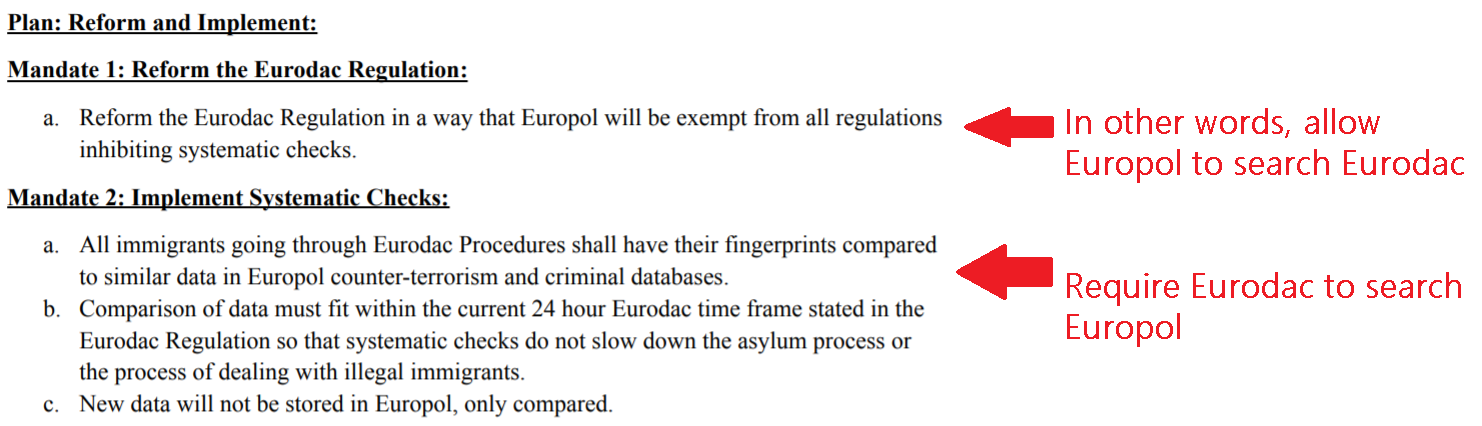 Plan: Reform and Implement:
Mandate 1: Reform the Eurodac Regulation:
a. Reform the Eurodac Regulation in a way that Europol will be exempt from all regulations
inhibiting systematic checks.
In other words, allow
Europol to search Eurodac
Mandate 2: Implement Systematic Checks:
a. All immigrants going through Eurodac Procedures shall have their fingerprints compared
to similar data in Europol counter-terrorism and criminal databases.
b. Comparison of data must fit within the current 24 hour Eurodac time frame stated in the
Eurodac Regulation so that systematic checks do not slow down the asylum process or
the process of dealing with illegal immigrants.
c. New data will not be stored in Europol, only compared.
Require Eurodac to search
Europol